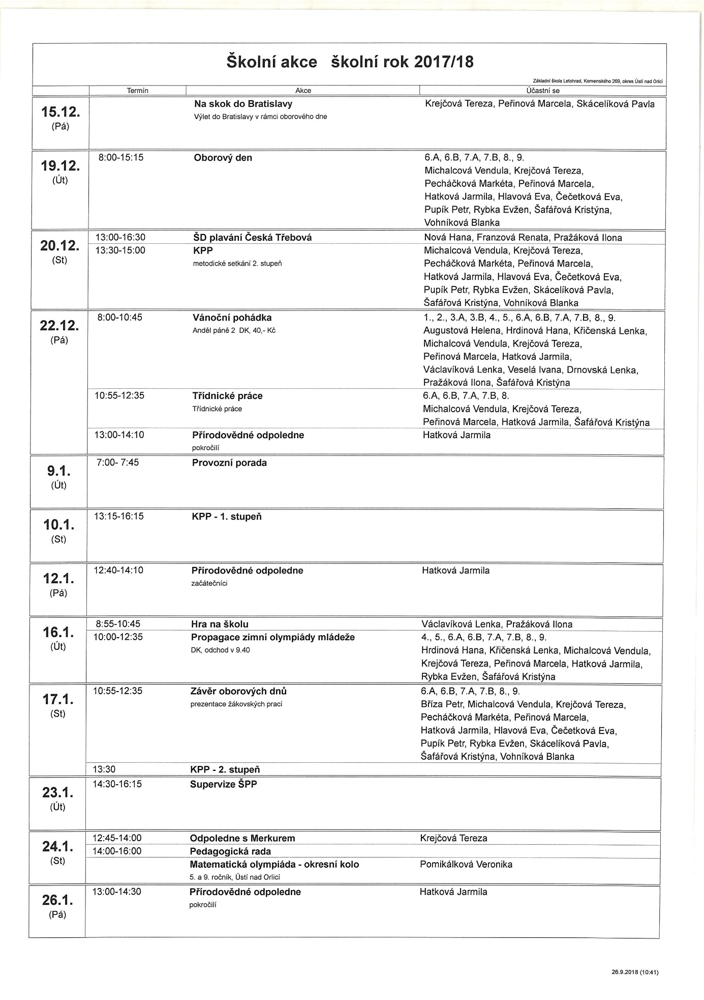 Školní akce školní rok 2017/18
Základní škola Letohrad, Komenského 269, okres Ústí nad Orlicí
Termín Akce Účastní se
15.12. Na skok do Bratislavy Krejčová Tereza, Peřinová Marcela, Skácelíková Pavla
(Pá) Výlet do Bratislavy v rámci oborového dne
19.12. 8:00-15:15 Oborový den 6.A, 6.B, 7.A, 7.B, 8., 9.
(Út) Michalcová Vendula, Krejčová Tereza,
Pecháčková Markéta, Peřinová Marcela,
Hatková Jarmila, Hlavová Eva, Čečetková Eva,
Pupík Petr, Rybka Evžen, Šafářová Kristýna,
Vohníková Blanka
20.12. 13:00-16:30 ŠD plavání Česká Třebová Nová Hana, Franzová Renata, Pražáková Ilona
(St) 13:30-15:00 KPP Michalcová Vendula, Krejčová Tereza,
metodické setkání 2. stupeň Pecháčková Markéta, Peřinová Marcela,
Hatková Jarmila, Hlavová Eva, Čečetková Eva,
Pupík Petr, Rybka Evžen, Skácelíková Pavla,
Šafářová Kristýna, Vohníková Blanka
22.12. 8:00-10:45 Vánoční pohádka 1., 2., 3.A, 3.B, 4., 5., 6.A, 6.B, 7.A, 7.B, 8., 9.
(Pá) Anděl páně 2 DK, 40,- Kč Augustová Helena, Hrdinová Hana, Křičenská Lenka,
Michalcová Vendula, Krejčová Tereza,
Peřinová Marcela, Hatková Jarmila,
Václavíková Lenka, Veselá Ivana, Drnovská Lenka,
Pražáková Ilona, Šafářová Kristýna
10:55-12:35 Třídnické práce 6.A, 6.B, 7.A, 7.B, 8.
Třídnické práce Michalcová Vendula, Krejčová Tereza,
Peřinová Marcela, Hatková Jarmila, Šafářová Kristýna
13:00-14:10 Přírodovědné odpoledne Hatková Jarmila
pokročilí
9.1. 7:00- 7:45 Provozní porada
(Út)
10.1. 13:15-16:15 KPP - 1. stupeň
(St)
12.1. 12:40-14:10 Přírodovědné odpoledne Hatková Jarmila
(Pá) začátečníci
16.1. 8:55-10:45 Hra na školu Václavíková Lenka, Pražáková Ilona
(Út) 10:00-12:35 Propagace zimní olympiády mládeže 4., 5., 6.A, 6.B, 7.A, 7.B, 8., 9.
DK, odchod v 9.40 Hrdinová Hana, Křičenská Lenka, Michalcová Vendula,
Krejčová Tereza, Peřinová Marcela, Hatková Jarmila,
Rybka Evžen, Šafářová Kristýna
17.1. 10:55-12:35 Závěr oborových dnů 6.A, 6.B, 7.A, 7.B, 8., 9.
(St) prezentace žákovských prací Bříza Petr, Michalcová Vendula, Krejčová Tereza,
Pecháčková Markéta, Peřinová Marcela,
Hatková Jarmila, Hlavová Eva, Čečetková Eva,
Pupík Petr, Rybka Evžen, Skácelíková Pavla,
Šafářová Kristýna, Vohníková Blanka
13:30 KPP - 2. stupeň
23.1. 14:30-16:15 Supervize ŠPP
(Út)
24.1. 12:45-14:00 Odpoledne s Merkurem Krejčová Tereza
(St) 14:00-16:00 Pedagogická rada
Matematická olympiáda - okresní kolo Pomikálková Veronika
5. a 9. ročník, Ústí nad Orlicí
26.1. 13:00-14:30 Přírodovědné odpoledne Hatková Jarmila
(Pá) pokročilí
26.9.2018 (10:41)